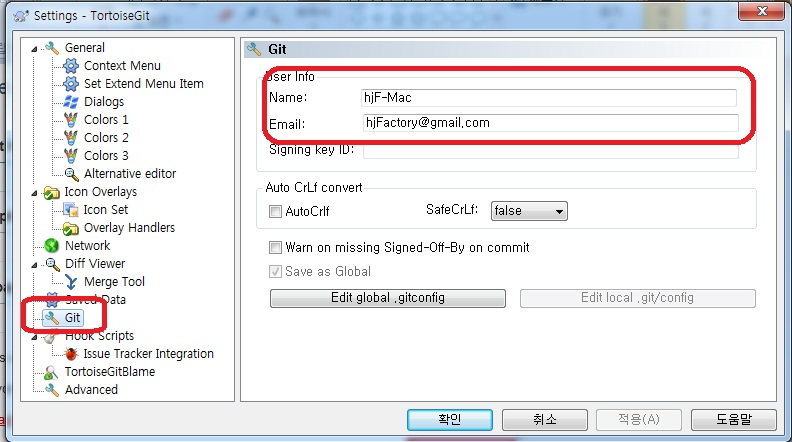 Settings - TortoiseGit
General
Context Menu
Set Extend Menu Item
Dialogs
Colors 1
Colors 2
Colors 3
Alternative editor
Icon Overlays
Icon Set
Overlay Handlers
Network
Diff Viewer
Merge Tool
Saved Data
Git
Hook Scripts
Issue Tracker Integration
TortoiseGitBlame
Advanced
Git
User Info
Name: hjF-Mac
Email: hjFactory@gmail.com
Signing key ID:
Auto CrLf convert
AutoCrlf SafeCrLf: false
Warn on missing Signed-Off-By on commit
Save as Global
Edit global .gitconfig Edit local .git/config
확인 취소 적용(A) 도움말